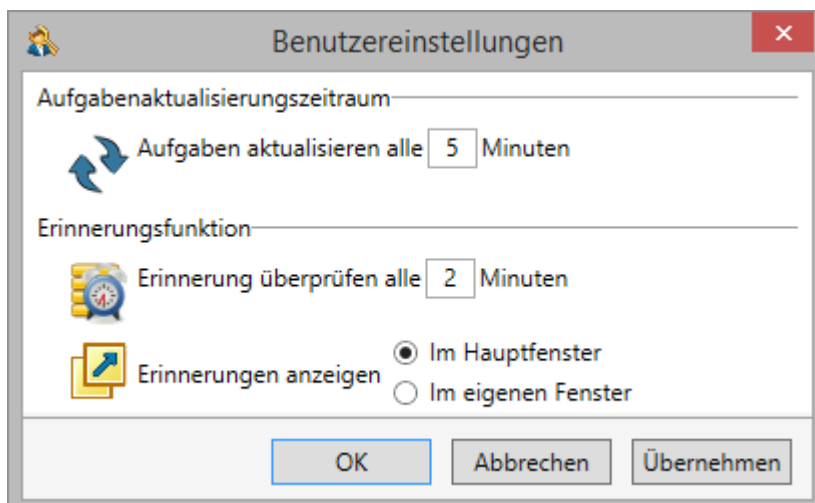 Benutzereinstellungen
Aufgabenaktualisierungszeitraum
Aufgaben aktualisieren alle 5 Minuten
Erinnerungsfunktion
Erinnerung überprüfen alle 2 Minuten
Erinnerungen anzeigen
Im Hauptfenster
Im eigenen Fenster
OK Abbrechen Übernehmen